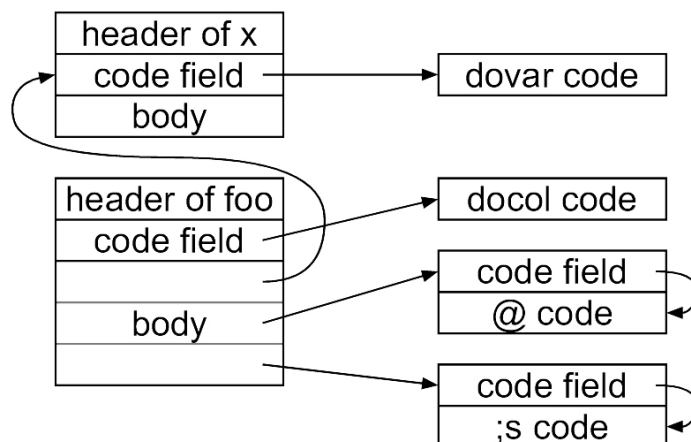 header of x
code field
body
dovar code
header of foo
code field
body
docol code
code field
@ code
code field
;s code